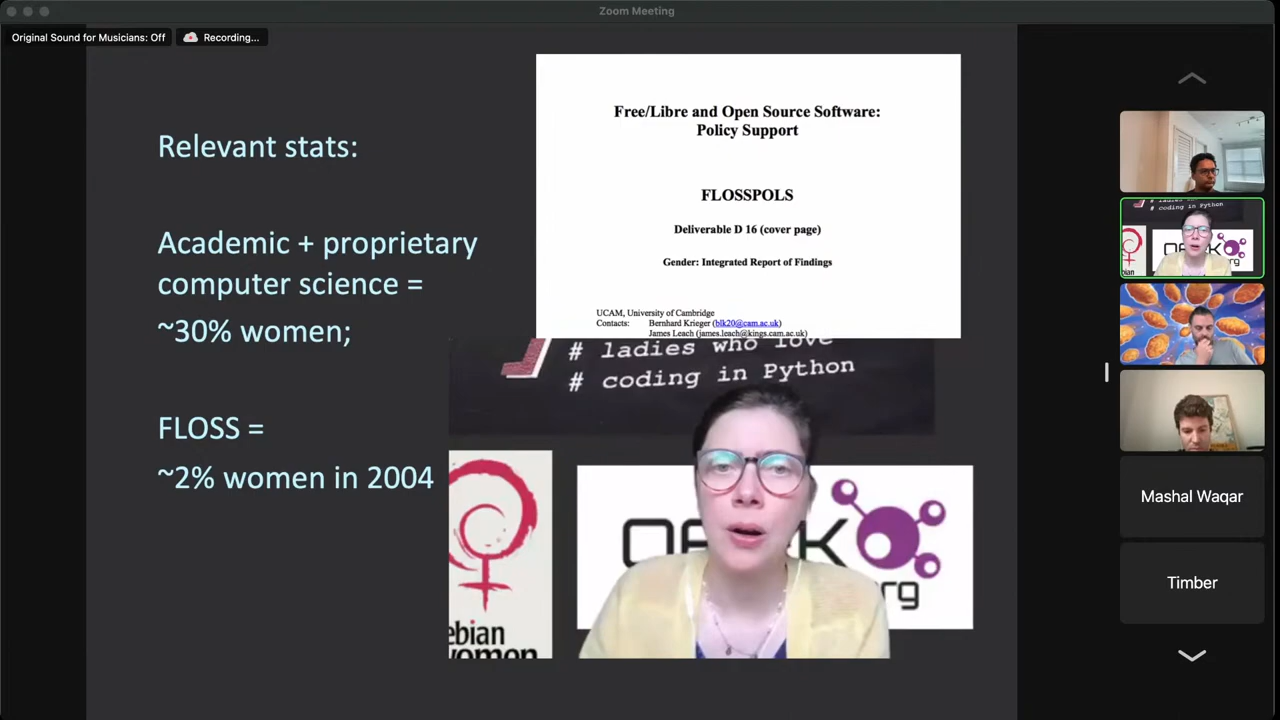 Zoom Meeting
Original Sound for Musicians: Off
Recording...
Relevant stats:
Academic + proprietary
computer science =
~30% women;
FLOSS =
~2% women in 2004
Free/Libre and Open Source Software:
Policy Support
FLOSSPOLS
Deliverable D 16 (cover page)
Gender: Integrated Report of Findings
UCAM, University of Cambridge
Contacts: Bernhard Krieger (blk20@cam.ac.uk)
James Leach (james.leach@kings.cam.ac.uk)
# ladies who love
# coding in Python
ebian
women
# coding in Python
Mashal Waqar
Timber